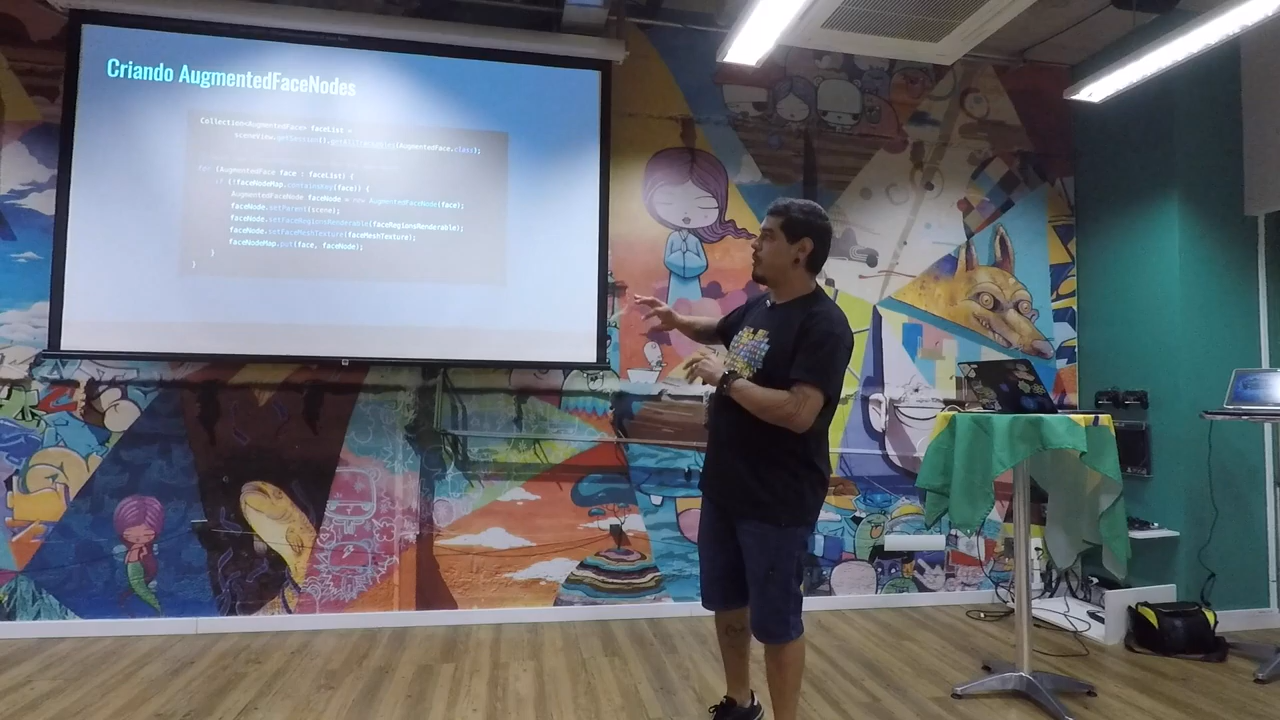 Criando AugmentedFaceNodes
Collection<AugmentedFace> faceList =
sceneView.getSession().getAllTrackables(AugmentedFace.class);
for (AugmentedFace face : faceList) {
if (!faceNodeMap.containsKey(face)) {
AugmentedFaceNode faceNode = new AugmentedFaceNode(face);
faceNode.setParent(scene);
faceNode.setFaceRegionsRenderable(faceRegionsRenderable);
faceNode.setFaceMeshTexture(faceMeshTexture);
faceNodeMap.put(face, faceNode);
}
}